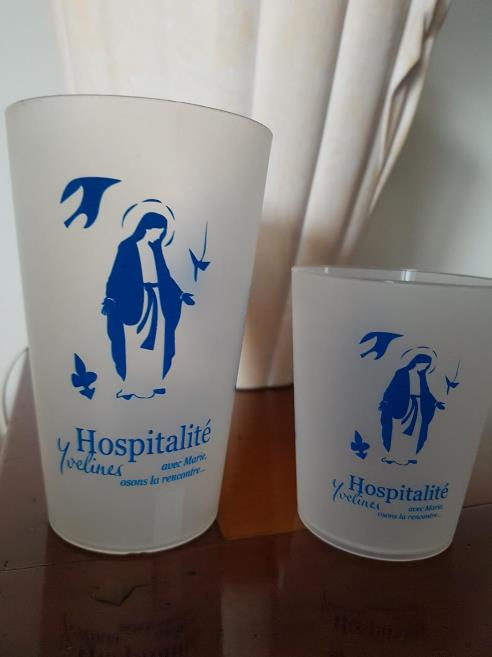 Hospitalité
Yvelines
avec Marie,
osons la rencontre...
Hospitalité
Yvelines
avec Marie,
osons la rencontre...